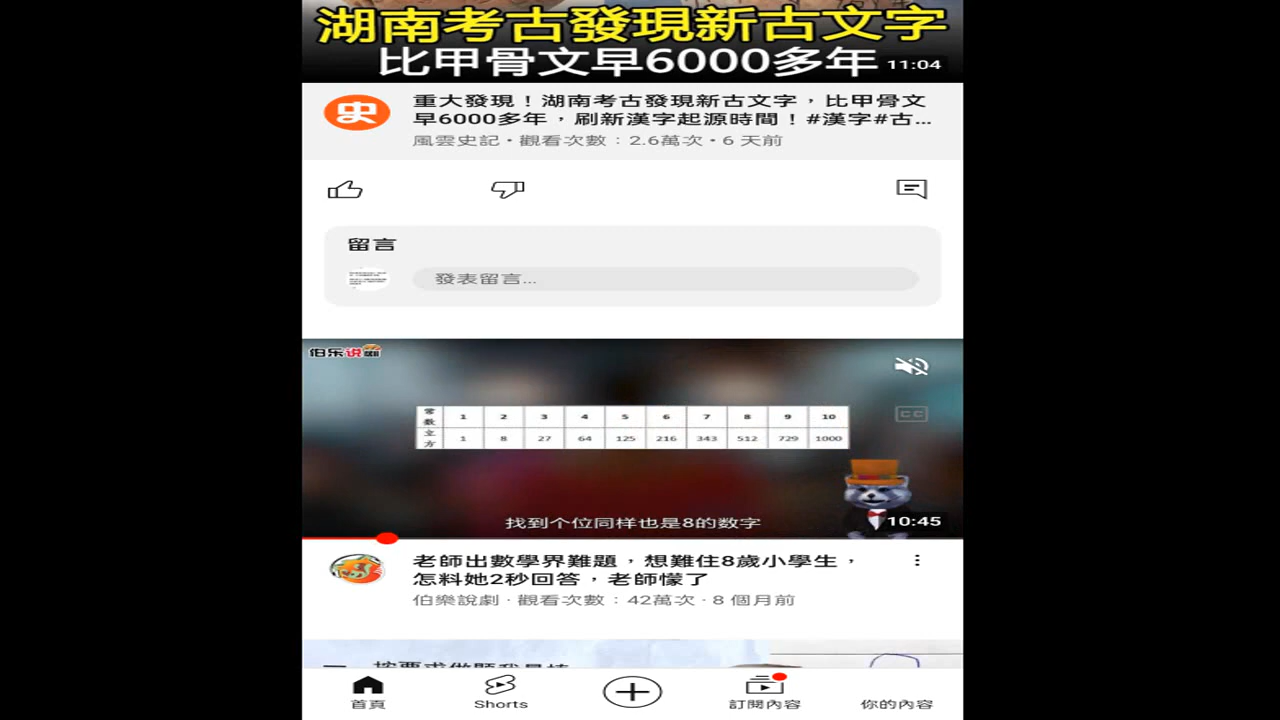 湖南考古發現新古文字
比甲骨文早6000多年
11:04
史
重大發現！湖南考古發現新古文字，比甲骨文
早6000多年，刷新漢字起源時間！#漢字#古...
風雲史記・觀看次數：2.6萬次・6 天前
留言
發表留言...
伯乐说剧
CC
常数 1 2 3 4 5 6 7 8 9 10
立方 1 8 27 64 125 216 343 512 729 1000
找到个位同样也是8的数字
10:45
老師出數學界難題，想難住8歲小學生，
怎料她2秒回答，老師懞了
伯樂說劇 · 觀看次數：42萬次 · 8 個月前
首頁
Shorts
訂閱內容
你的內容